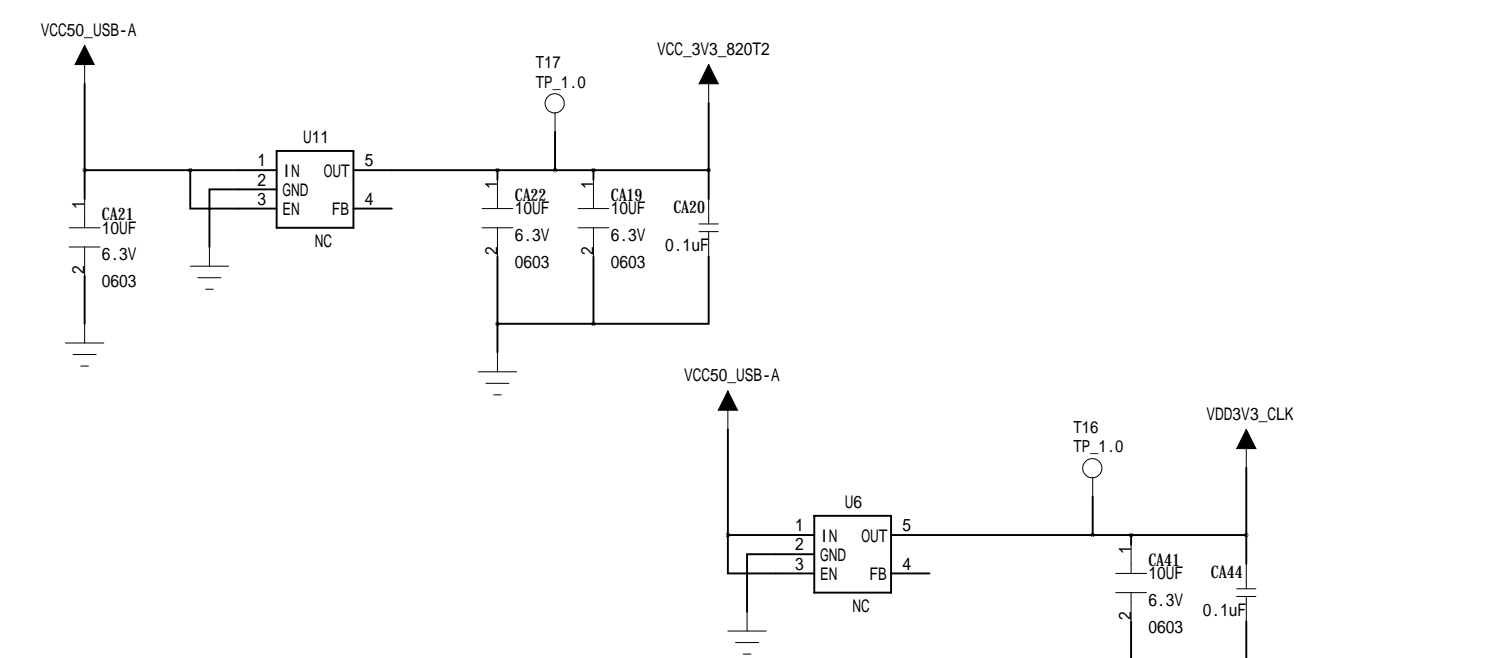 VCC50_USB-A
VCC_3V3_820T2
T17
TP_1.0
U11
1 IN OUT 5
2 GND
3 EN FB 4
NC
1
CA21
10UF
6.3V
2
0603
1
CA22
10UF
6.3V
2
0603
1
CA19
10UF
6.3V
2
0603
CA20
0.1uF
VCC50_USB-A
VDD3V3_CLK
T16
TP_1.0
U6
1 IN OUT 5
2 GND
3 EN FB 4
NC
1
CA41
10UF
6.3V
2
0603
CA44
0.1uF